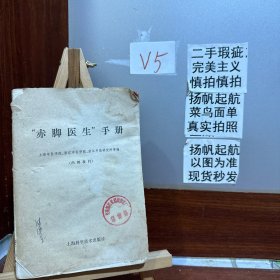 V5
"赤脚医生"手册
上海科学技术出版社
二手瑕疵
完美主义
慎拍慎拍
扬帆起航
菜鸟面单
真实拍照
扬帆起航
以图为准
现货秒发